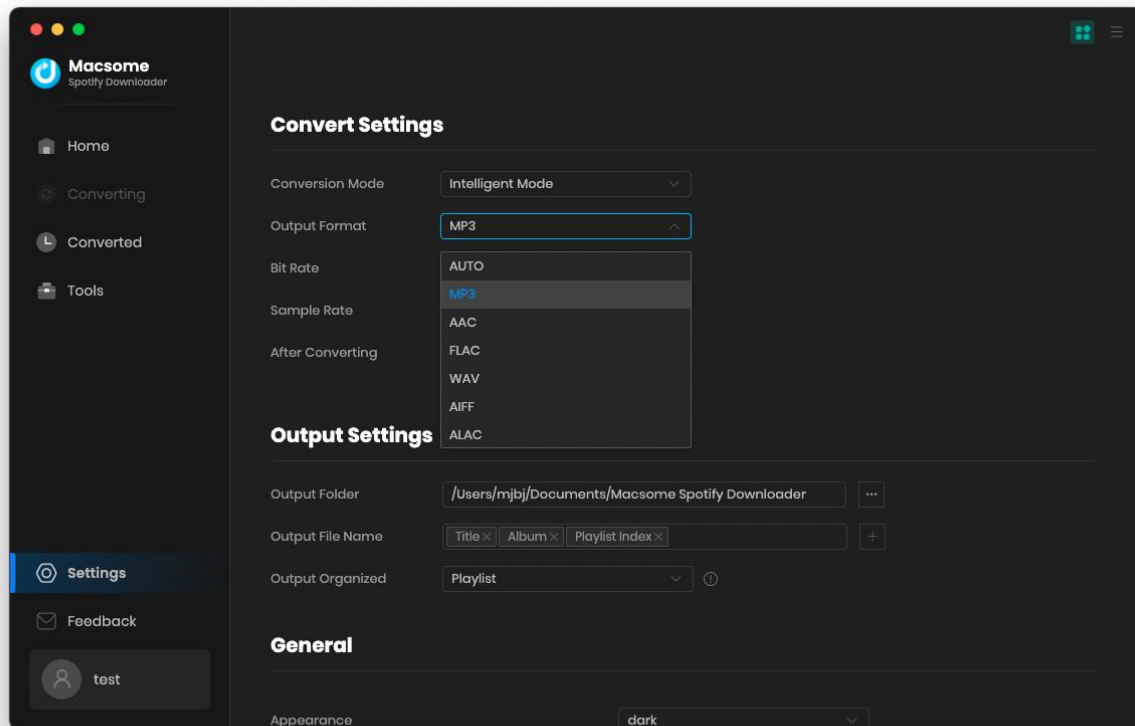 Macsome
Spotify Downloader
Home
Converting
Converted
Tools
Settings
Feedback
test
Convert Settings
Conversion Mode Intelligent Mode
Output Format MP3
Bit Rate
Sample Rate
After Converting
AUTO
MP3
AAC
FLAC
WAV
AIFF
ALAC
Output Settings
Output Folder /Users/mjbj/Documents/Macsome Spotify Downloader ...
Output File Name Title Album Playlist Index
Output Organized Playlist
General
Appearance dark